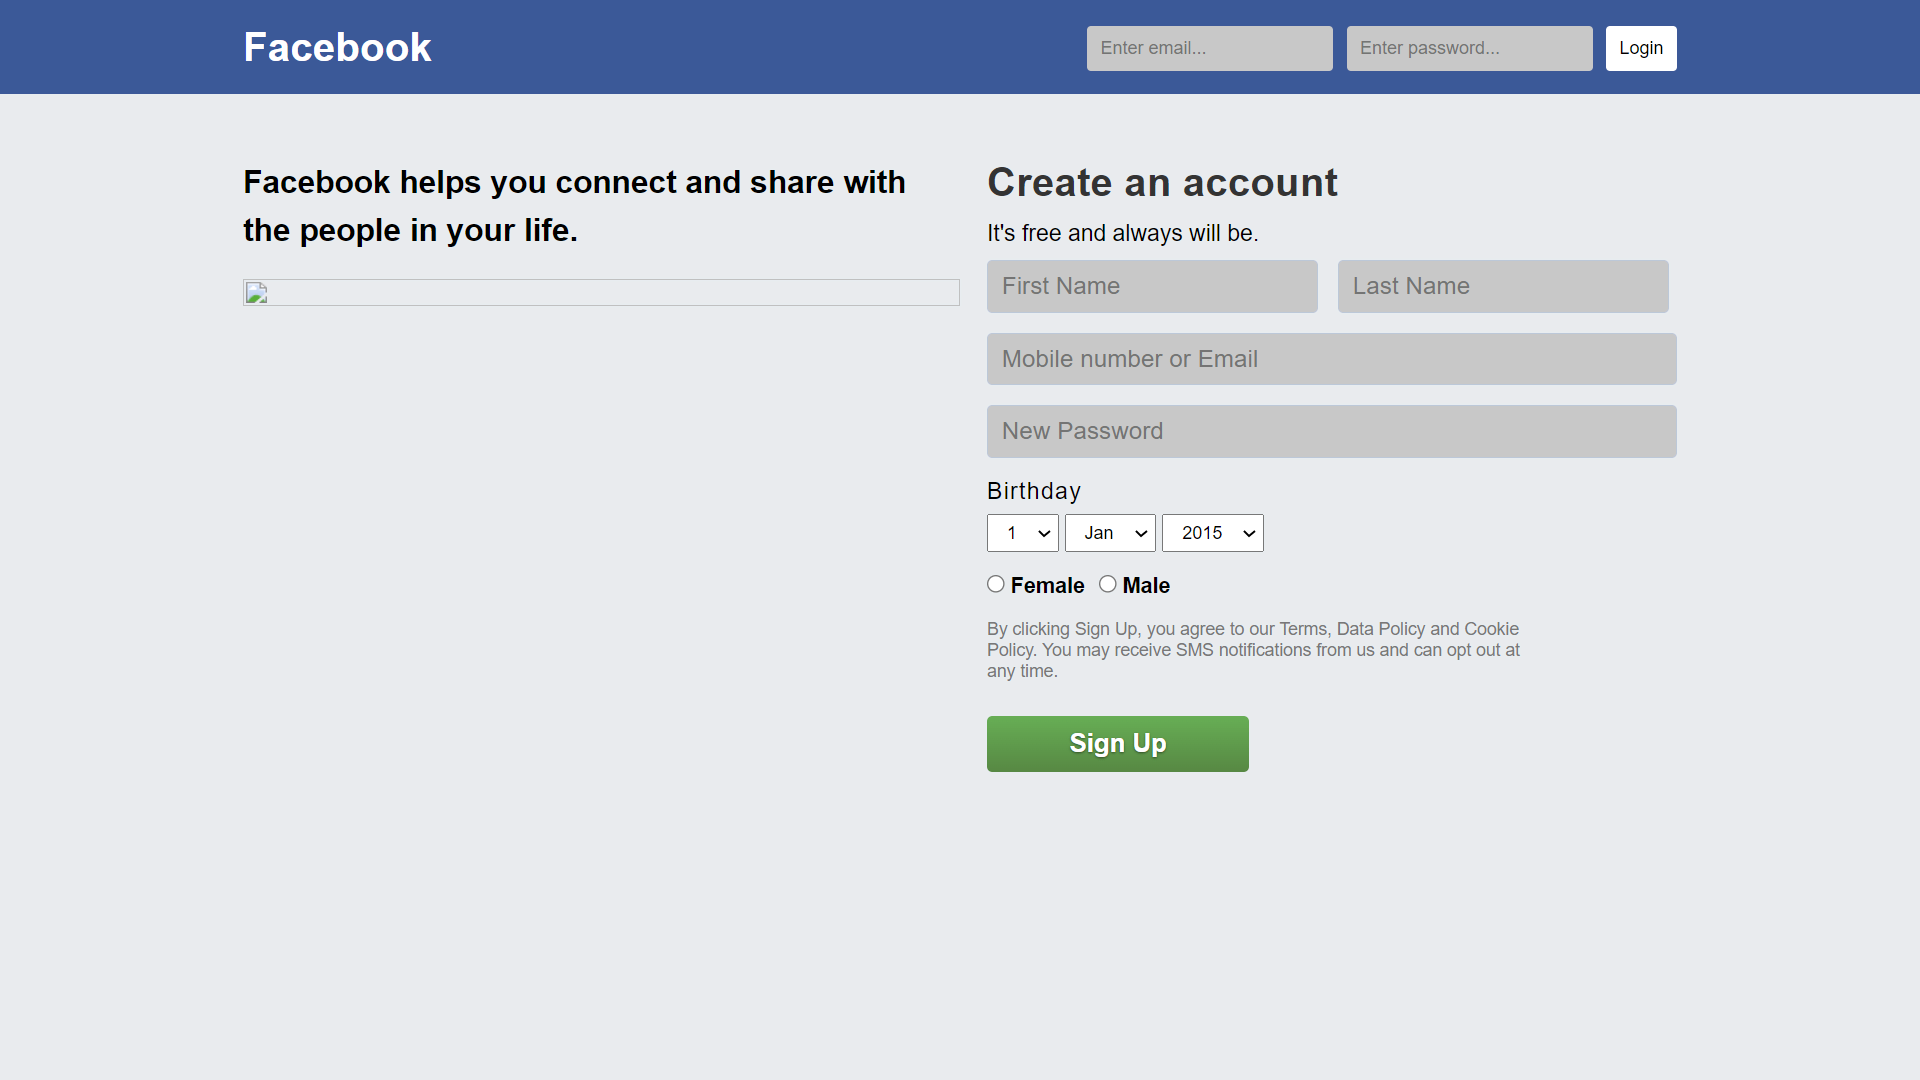 Facebook
Enter email...
Enter password...
Login
Facebook helps you connect and share with
the people in your life.
Create an account
It's free and always will be.
First Name
Last Name
Mobile number or Email
New Password
Birthday
1
Jan
2015
Female
Male
By clicking Sign Up, you agree to our Terms, Data Policy and Cookie
Policy. You may receive SMS notifications from us and can opt out at
any time.
Sign Up